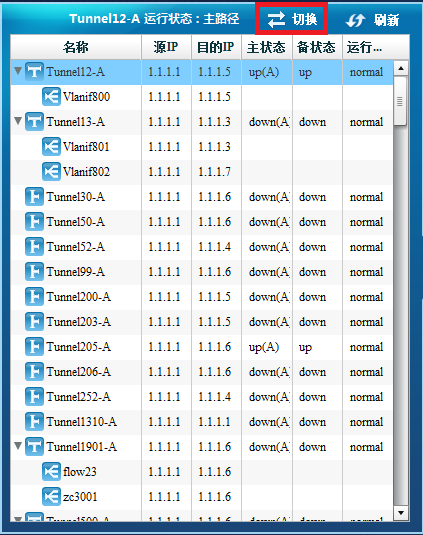 Tunnel12-A 运行状态 : 主路径 切换 刷新
名称 源IP 目的IP 主状态 备状态 运行...
Tunnel12-A 1.1.1.1 1.1.1.5 up(A) up normal
Vlanif800 1.1.1.1 1.1.1.5
Tunnel13-A 1.1.1.1 1.1.1.3 down(A) down normal
Vlanif801 1.1.1.1 1.1.1.3
Vlanif802 1.1.1.1 1.1.1.7
Tunnel30-A 1.1.1.1 1.1.1.6 down(A) down normal
Tunnel50-A 1.1.1.1 1.1.1.6 down(A) down normal
Tunnel52-A 1.1.1.1 1.1.1.4 down(A) down normal
Tunnel99-A 1.1.1.1 1.1.1.6 down(A) down normal
Tunnel200-A 1.1.1.1 1.1.1.5 down(A) down normal
Tunnel203-A 1.1.1.1 1.1.1.5 down(A) down normal
Tunnel205-A 1.1.1.1 1.1.1.6 up(A) up normal
Tunnel206-A 1.1.1.1 1.1.1.6 down(A) down normal
Tunnel252-A 1.1.1.1 1.1.1.4 down(A) down normal
Tunnel1310-A 1.1.1.1 1.1.1.1 down(A) down normal
Tunnel1901-A 1.1.1.1 1.1.1.6 down(A) down normal
flow23 1.1.1.1 1.1.1.6
zc3001 1.1.1.1 1.1.1.6
Tunnel500-A 1.1.1.1 1.1.1.6 down(A) down normal